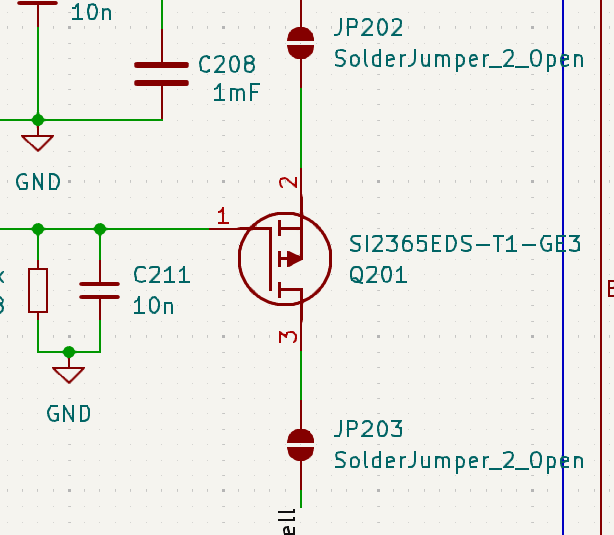 10n
JP202
SolderJumper_2_Open
C208
1mF
GND
2
1
SI2365EDS-T1-GE3
Q201
C211
10n
3
GND
JP203
SolderJumper_2_Open
ell